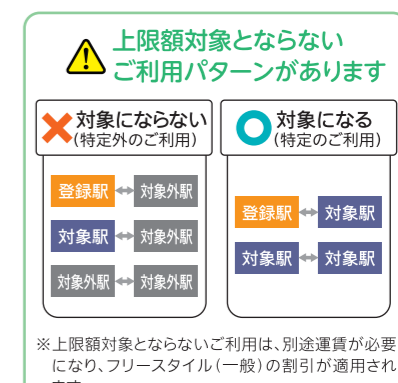 上限額対象とならない
ご利用パターンがあります
対象にならない
(特定外のご利用)
登録駅 対象外駅
対象駅 対象外駅
対象外駅 対象外駅
対象になる
(特定のご利用)
登録駅 対象駅
対象駅 対象駅
※上限額対象とならないご利用は、別途運賃が必要
になり、フリースタイル(一般)の割引が適用され
ます